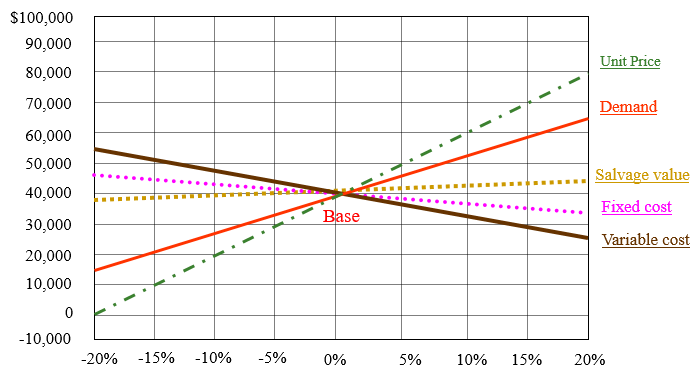 $100,000
90,000
80,000
70,000
60,000
50,000
40,000
30,000
20,000
10,000
0
-10,000
Unit Price
Demand
Salvage value
Fixed cost
Variable cost
Base
-20% -15% -10% -5% 0% 5% 10% 15% 20%